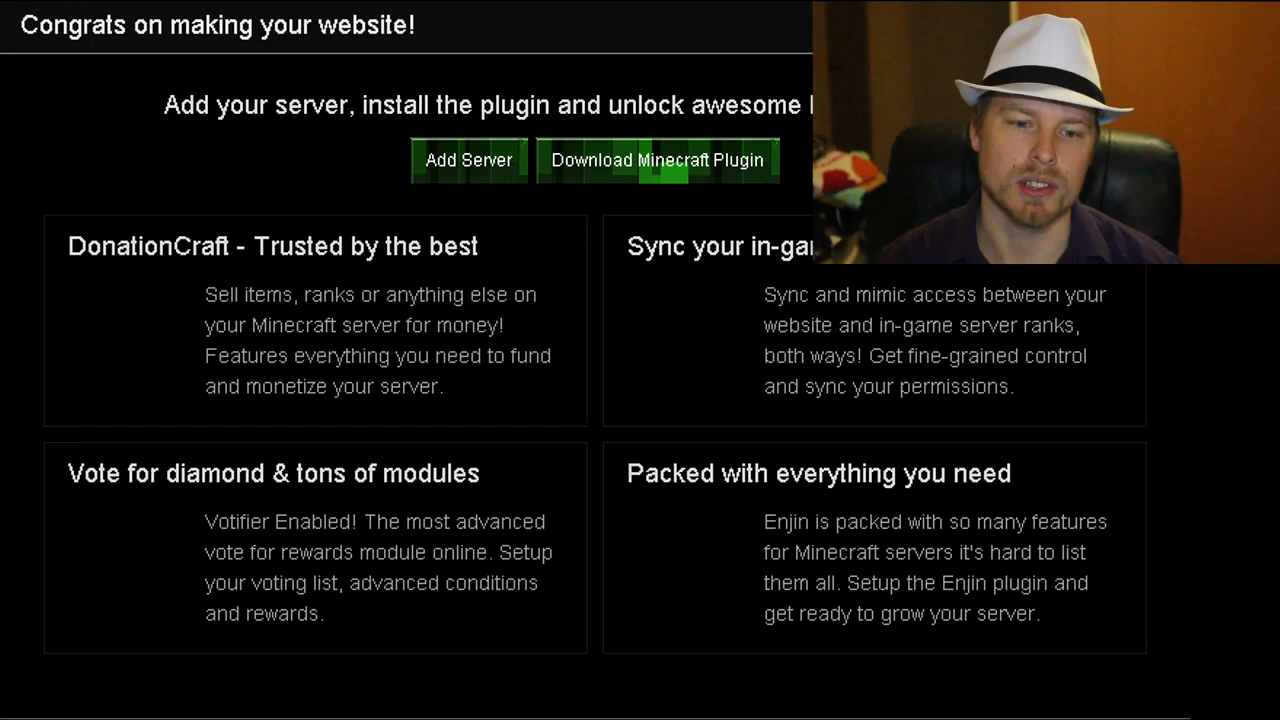 Congrats on making your website!
Add your server, install the plugin and unlock awesome
Add Server
Download Minecraft Plugin
DonationCraft - Trusted by the best
Sell items, ranks or anything else on
your Minecraft server for money!
Features everything you need to fund
and monetize your server.
Sync your in-ga
Sync and mimic access between your
website and in-game server ranks,
both ways! Get fine-grained control
and sync your permissions.
Vote for diamond & tons of modules
Votifier Enabled! The most advanced
vote for rewards module online. Setup
your voting list, advanced conditions
and rewards.
Packed with everything you need
Enjin is packed with so many features
for Minecraft servers it's hard to list
them all. Setup the Enjin plugin and
get ready to grow your server.